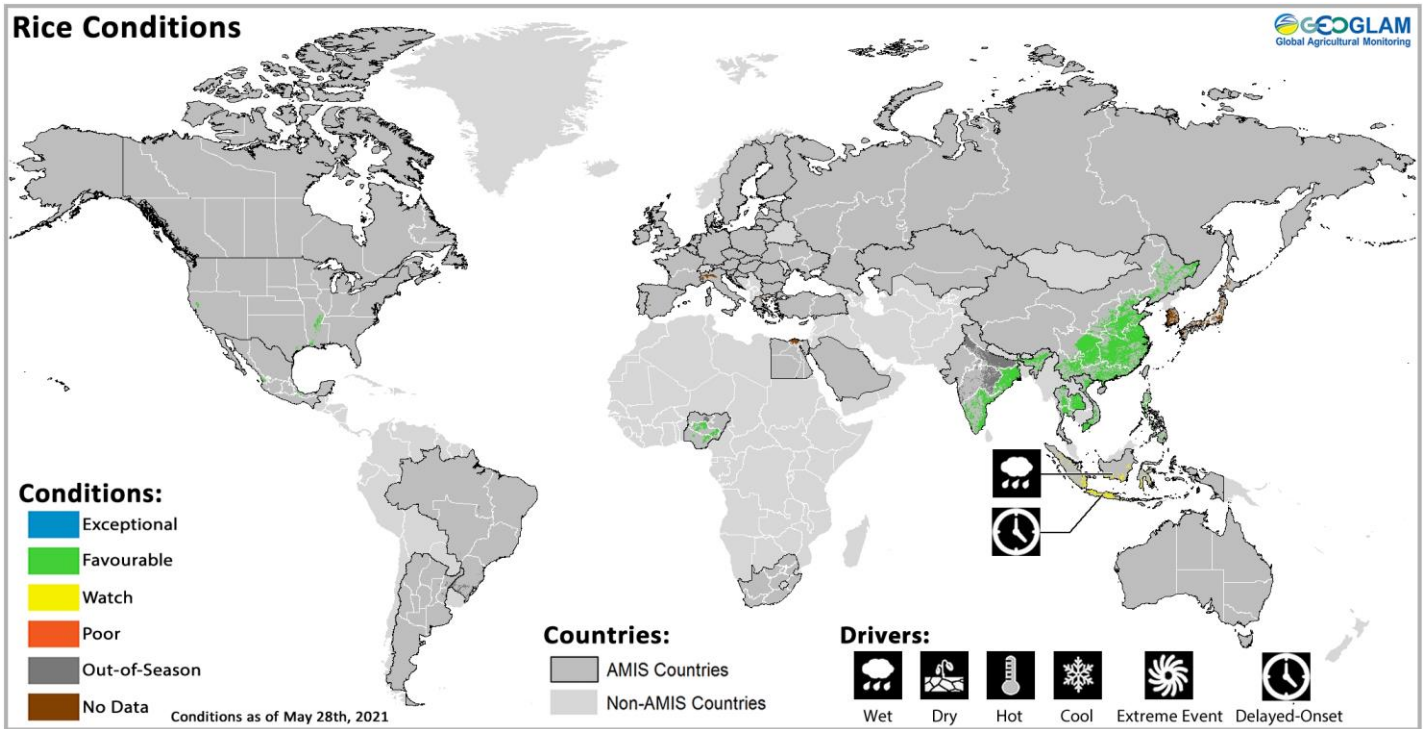 Rice Conditions
GEOGLAM
Global Agricultural Monitoring
Conditions:
Exceptional
Favourable
Watch
Poor
Out-of-Season
No Data
Conditions as of May 28th, 2021
Countries:
AMIS Countries
Non-AMIS Countries
Drivers:
Wet
Dry
Hot
Cool
Extreme Event
Delayed-Onset